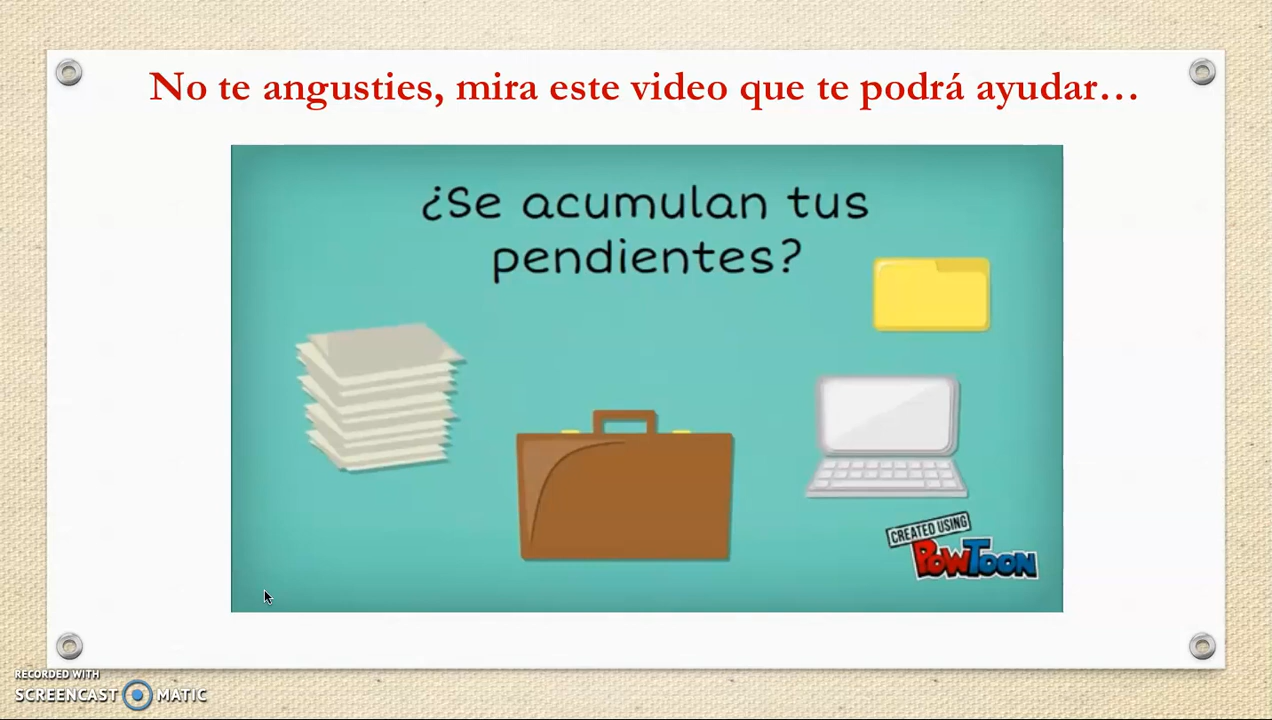 No te angusties, mira este video que te podrá ayudar...
¿Se acumulan tus
pendientes?
CREATED USING
POWTOON
RECORDED WITH
SCREENCAST MATIC